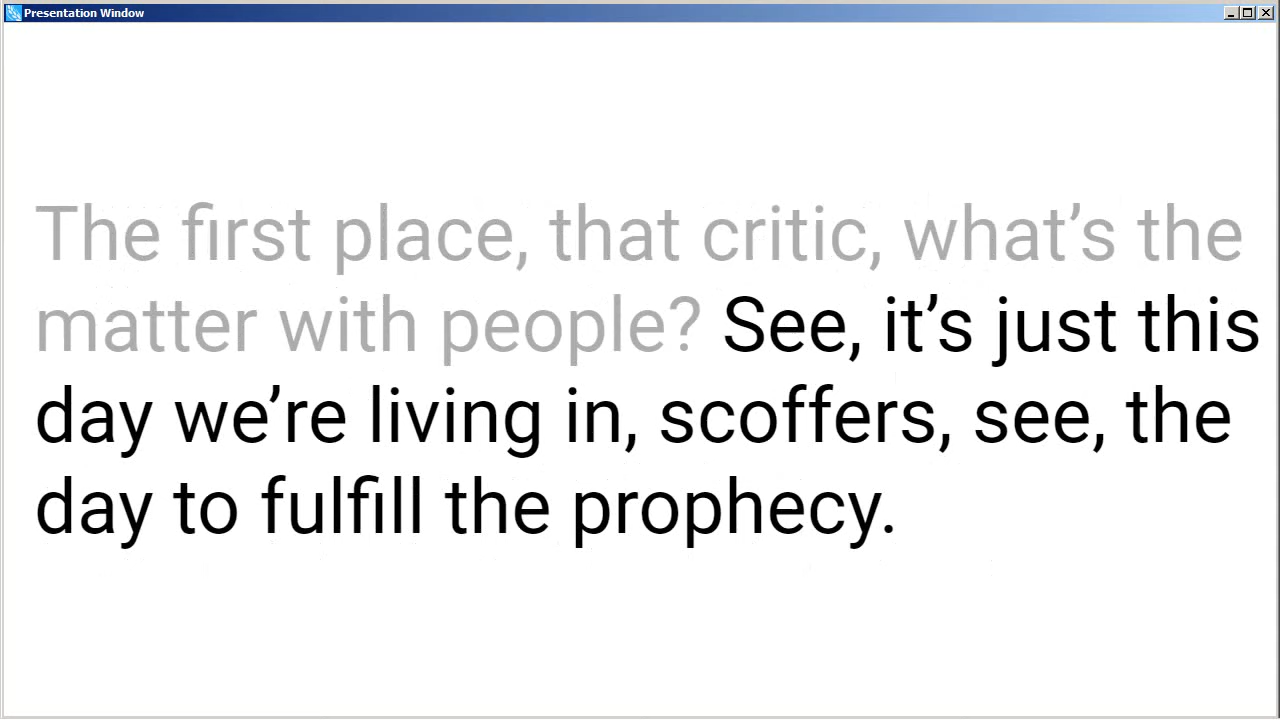 Presentation Window
The first place, that critic, what’s the
matter with people? See, it’s just this
day we’re living in, scoffers, see, the
day to fulfill the prophecy.